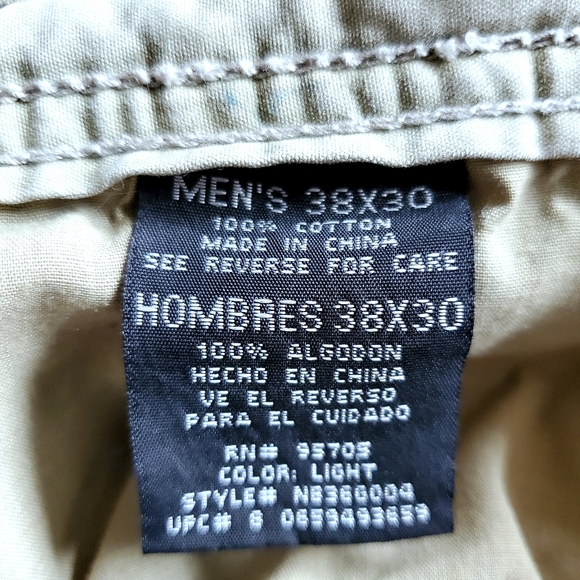 MEN'S 38X30
100% COTTON
MADE IN CHINA
SEE REVERSE FOR CARE
HOMBRES 38X30
100% ALGODON
HECHO EN CHINA
VE EL REVERSO
PARA EL CUIDADO
RN# 95705
COLOR: LIGHT
STYLE# N8360004
UPC# 8 0659493659